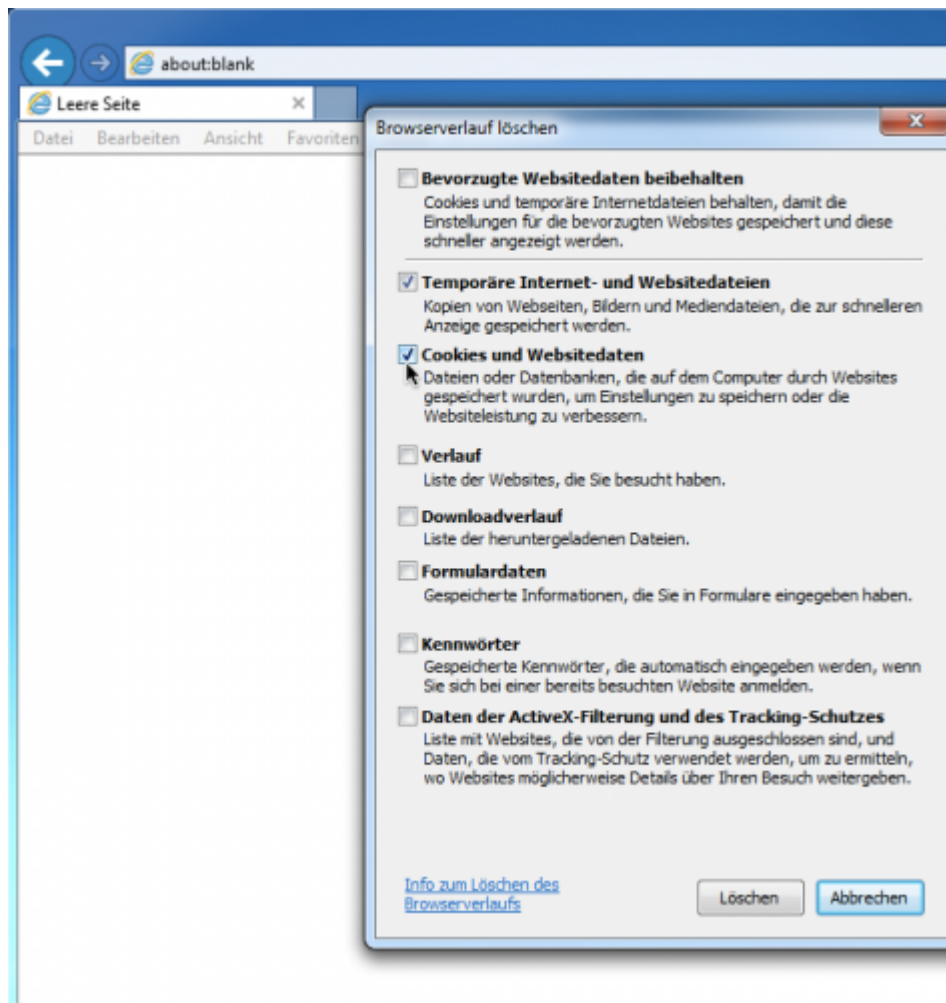 about:blank
Leere Seite
Datei Bearbeiten Ansicht Favoriten
Browserverlauf löschen
Bevorzugte Websitedaten beibehalten
Cookies und temporäre Internetdateien behalten, damit die
Einstellungen für die bevorzugten Websites gespeichert und diese
schneller angezeigt werden.
Temporäre Internet- und Websitedateien
Kopien von Webseiten, Bildern und Mediendateien, die zur schnelleren
Anzeige gespeichert werden.
Cookies und Websitedaten
Dateien oder Datenbanken, die auf dem Computer durch Websites
gespeichert wurden, um Einstellungen zu speichern oder die
Websiteleistung zu verbessern.
Verlauf
Liste der Websites, die Sie besucht haben.
Downloadverlauf
Liste der heruntergeladenen Dateien.
Formulardaten
Gespeicherte Informationen, die Sie in Formulare eingegeben haben.
Kennwörter
Gespeicherte Kennwörter, die automatisch eingegeben werden, wenn
Sie sich bei einer bereits besuchten Website anmelden.
Daten der ActiveX-Filterung und des Tracking-Schutzes
Liste mit Websites, die von der Filterung ausgeschlossen sind, und
Daten, die vom Tracking-Schutz verwendet werden, um zu ermitteln,
wo Websites möglicherweise Details über Ihren Besuch weitergeben.
Info zum Löschen des
Browserverlaufs
Löschen Abbrechen